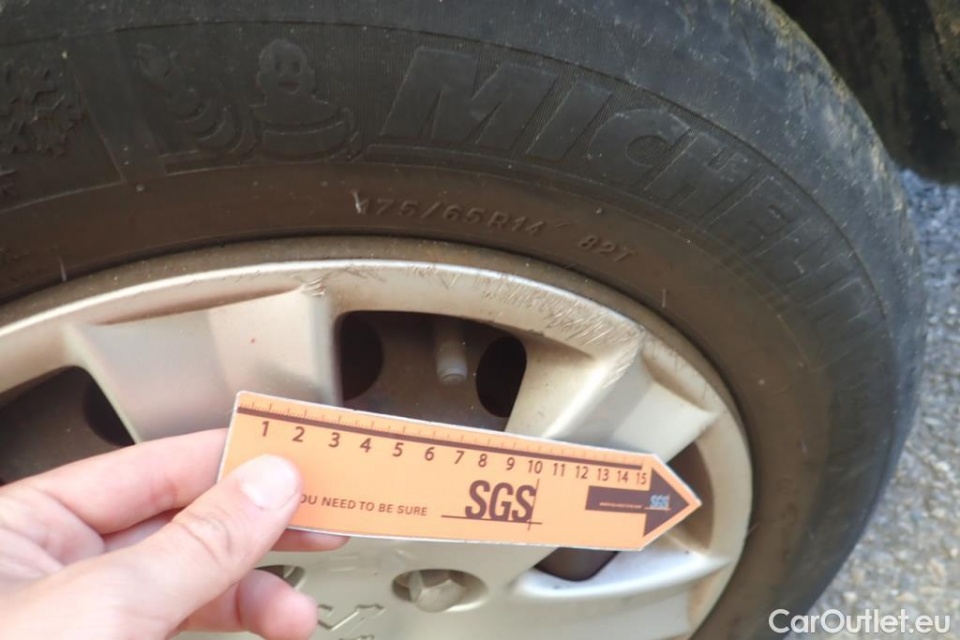 MICHELIN
175/65R14 82T
1 2 3 4 5 6 7 8 9 10 11 12 13 14 15
OU NEED TO BE SURE
SGS
SGS
CarOutlet.eu